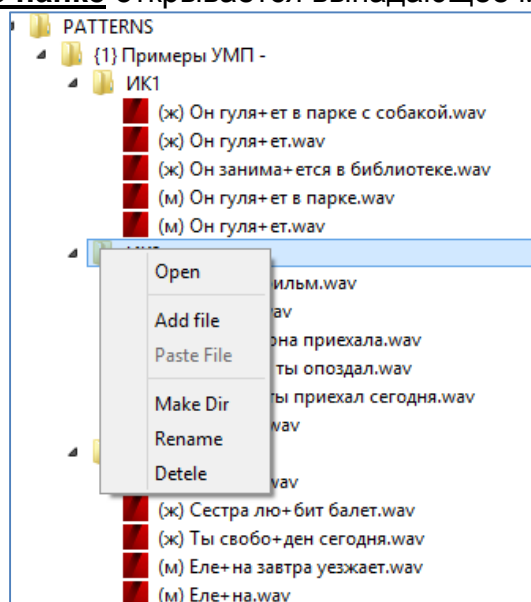 папке открывается выпадающее
PATTERNS
{1} Примеры УМП -
ИК1
(ж) Он гуля+ет в парке с собакой.wav
(ж) Он гуля+ет.wav
(ж) Он занима+ется в библиотеке.wav
(м) Он гуля+ет в парке.wav
(м) Он гуля+ет.wav
Open
Add file
Paste File
Make Dir
Rename
Detele
ильм.wav
av
на приехала.wav
ты опоздал.wav
ты приехал сегодня.wav
wav
wav
(ж) Сестра лю+бит балет.wav
(ж) Ты свобо+ден сегодня.wav
(м) Еле+на завтра уезжает.wav
(м) Еле+на.wav